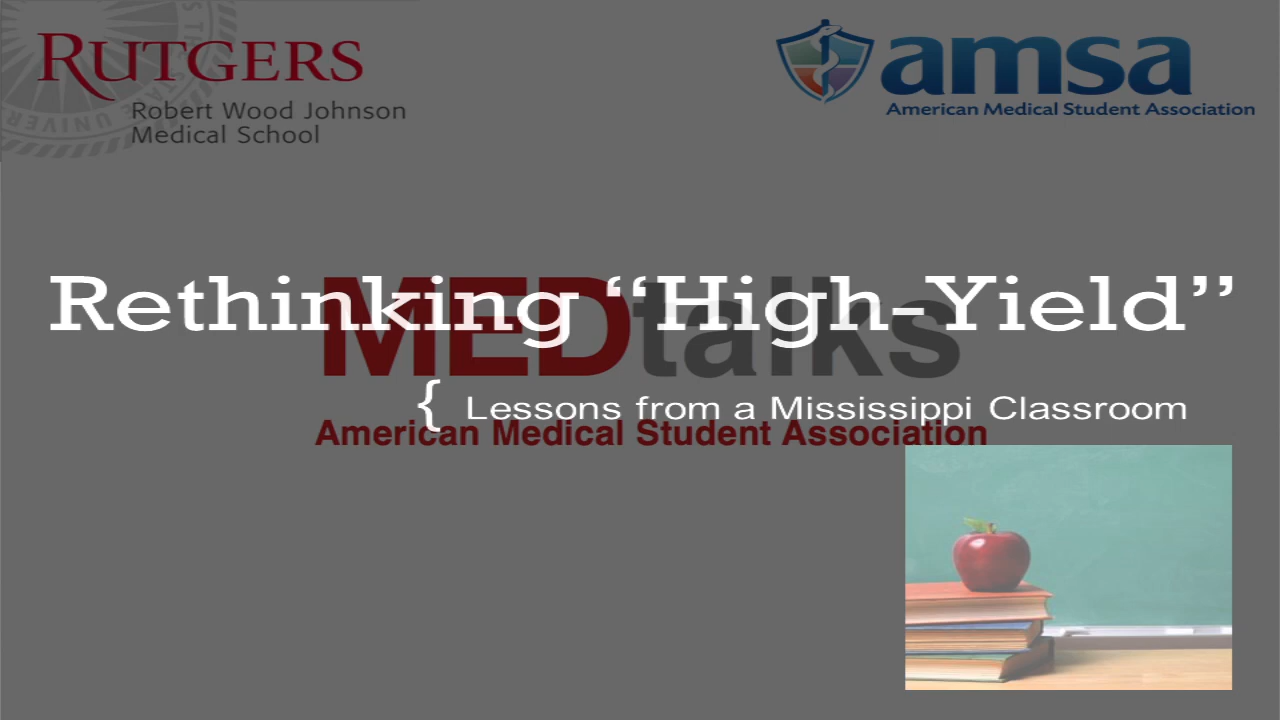 RUTGERS
Robert Wood Johnson
Medical School
amsa
American Medical Student Association
Rethinking “High-Yield”
MEDtalks
{ Lessons from a Mississippi Classroom
American Medical Student Association